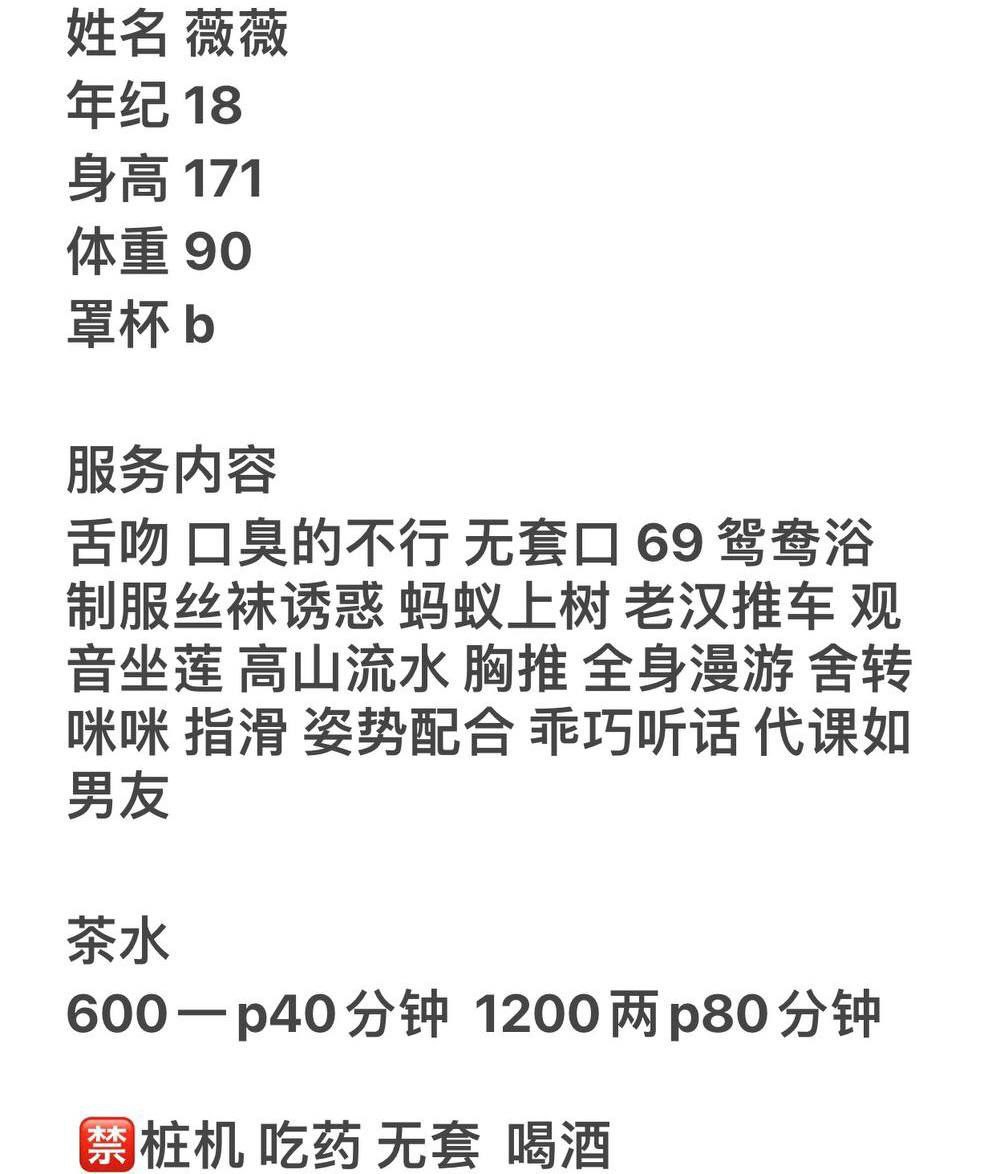 姓名 薇薇
年纪 18
身高 171
体重 90
罩杯 b
服务内容
舌吻 口臭的不行 无套口 69 鸳鸯浴
制服丝袜诱惑 蚂蚁上树 老汉推车 观
音坐莲 高山流水 胸推 全身漫游 舍转
咪咪 指滑 姿势配合 乖巧听话 代课如
男友
茶水
600一p40分钟 1200两p80分钟
🈲桩机 吃药 无套 喝酒